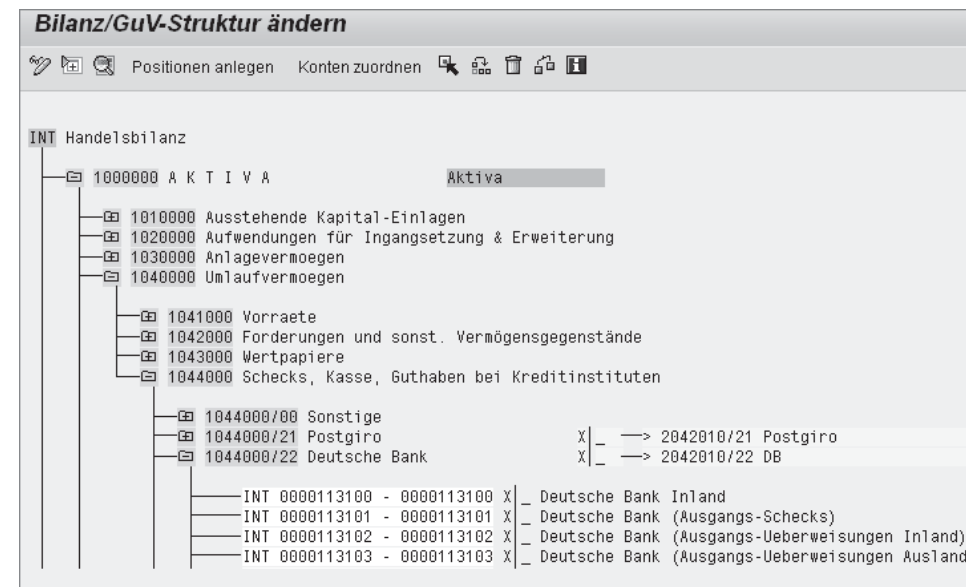 Bilanz/GuV-Struktur ändern
Positionen anlegen Konten zuordnen
INT Handelsbilanz
1000000 A K T I V A Aktiva
1010000 Ausstehende Kapital-Einlagen
1020000 Aufwendungen für Ingangsetzung & Erweiterung
1030000 Anlagevermoegen
1040000 Umlaufvermoegen
1041000 Vorraete
1042000 Forderungen und sonst. Vermögensgegenstände
1043000 Wertpapiere
1044000 Schecks, Kasse, Guthaben bei Kreditinstituten
1044000/00 Sonstige
1044000/21 Postgiro X|_ —> 2042010/21 Postgiro
1044000/22 Deutsche Bank X|_ —> 2042010/22 DB
INT 0000113100 - 0000113100 X|_ Deutsche Bank Inland
INT 0000113101 - 0000113101 X|_ Deutsche Bank (Ausgangs-Schecks)
INT 0000113102 - 0000113102 X|_ Deutsche Bank (Ausgangs-Ueberweisungen Inland)
INT 0000113103 - 0000113103 X|_ Deutsche Bank (Ausgangs-Ueberweisungen Ausland